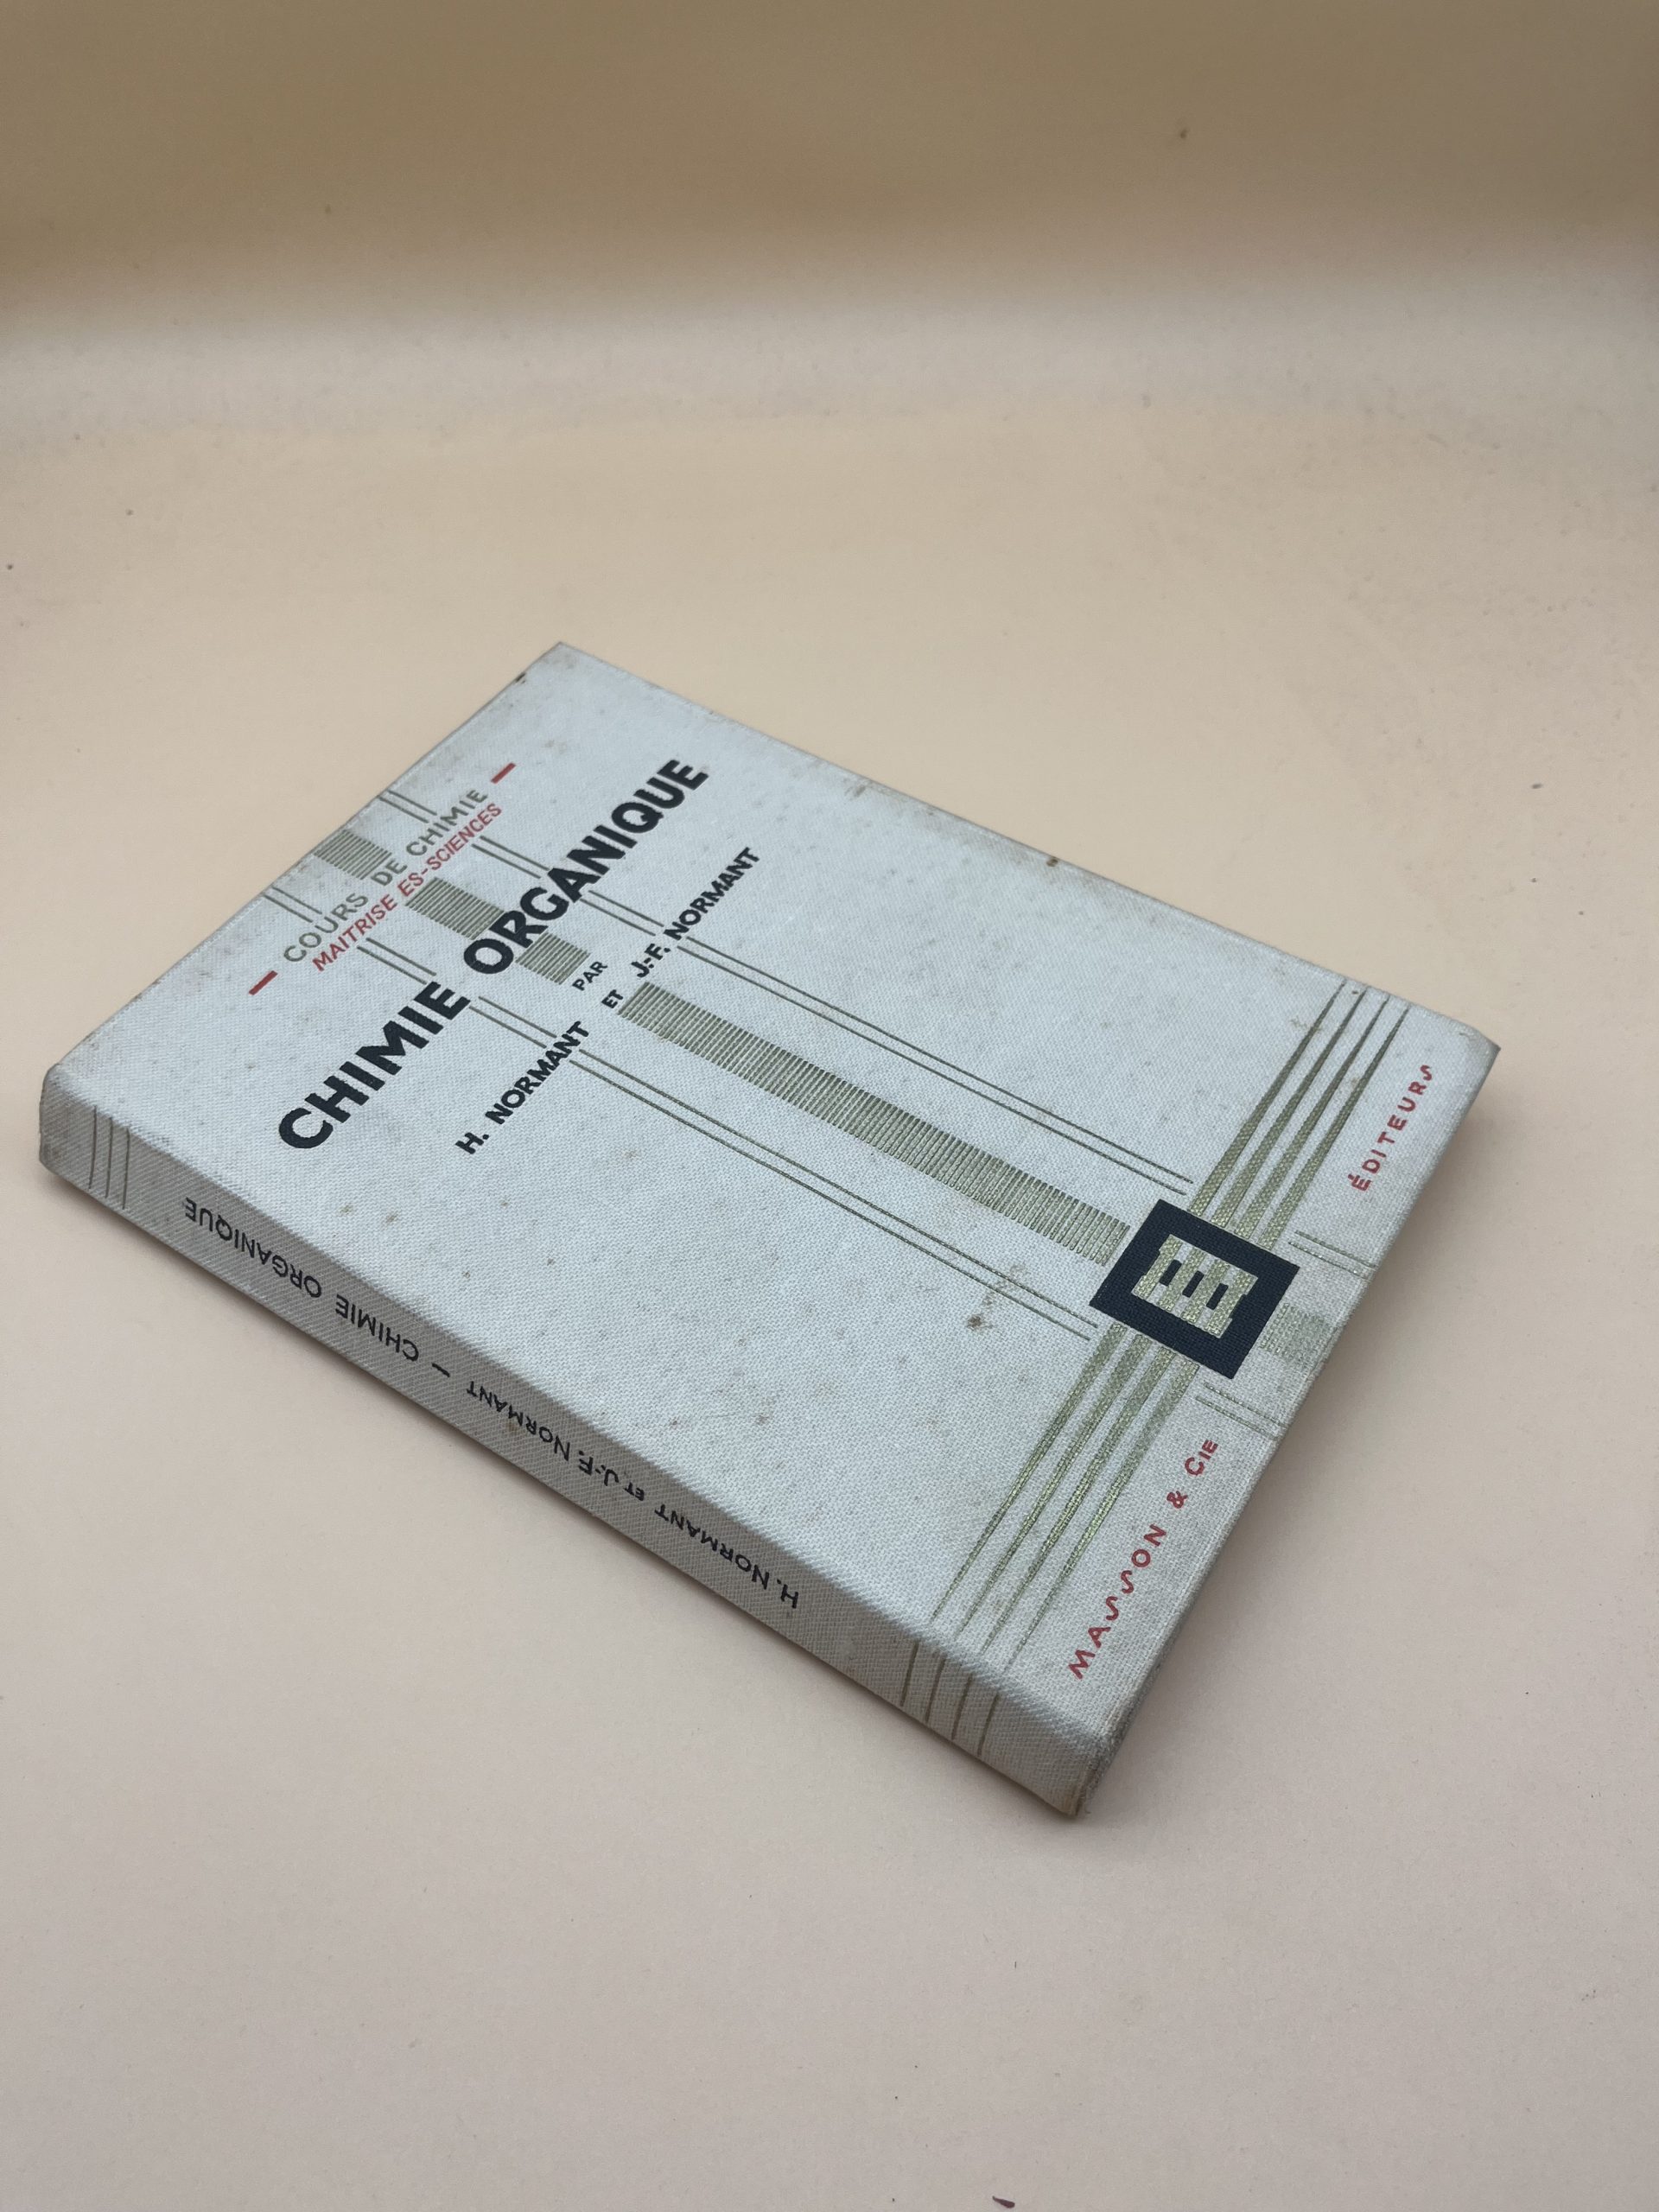 COURS DE CHIMIE
MAITRISE ES-SCIENCES
CHIMIE ORGANIQUE
PAR
H. NORMANT ET J.-F. NORMANT
MASSON & CIE ÉDITEURS
H. NORMANT ET J.-F. NORMANT — CHIMIE ORGANIQUE